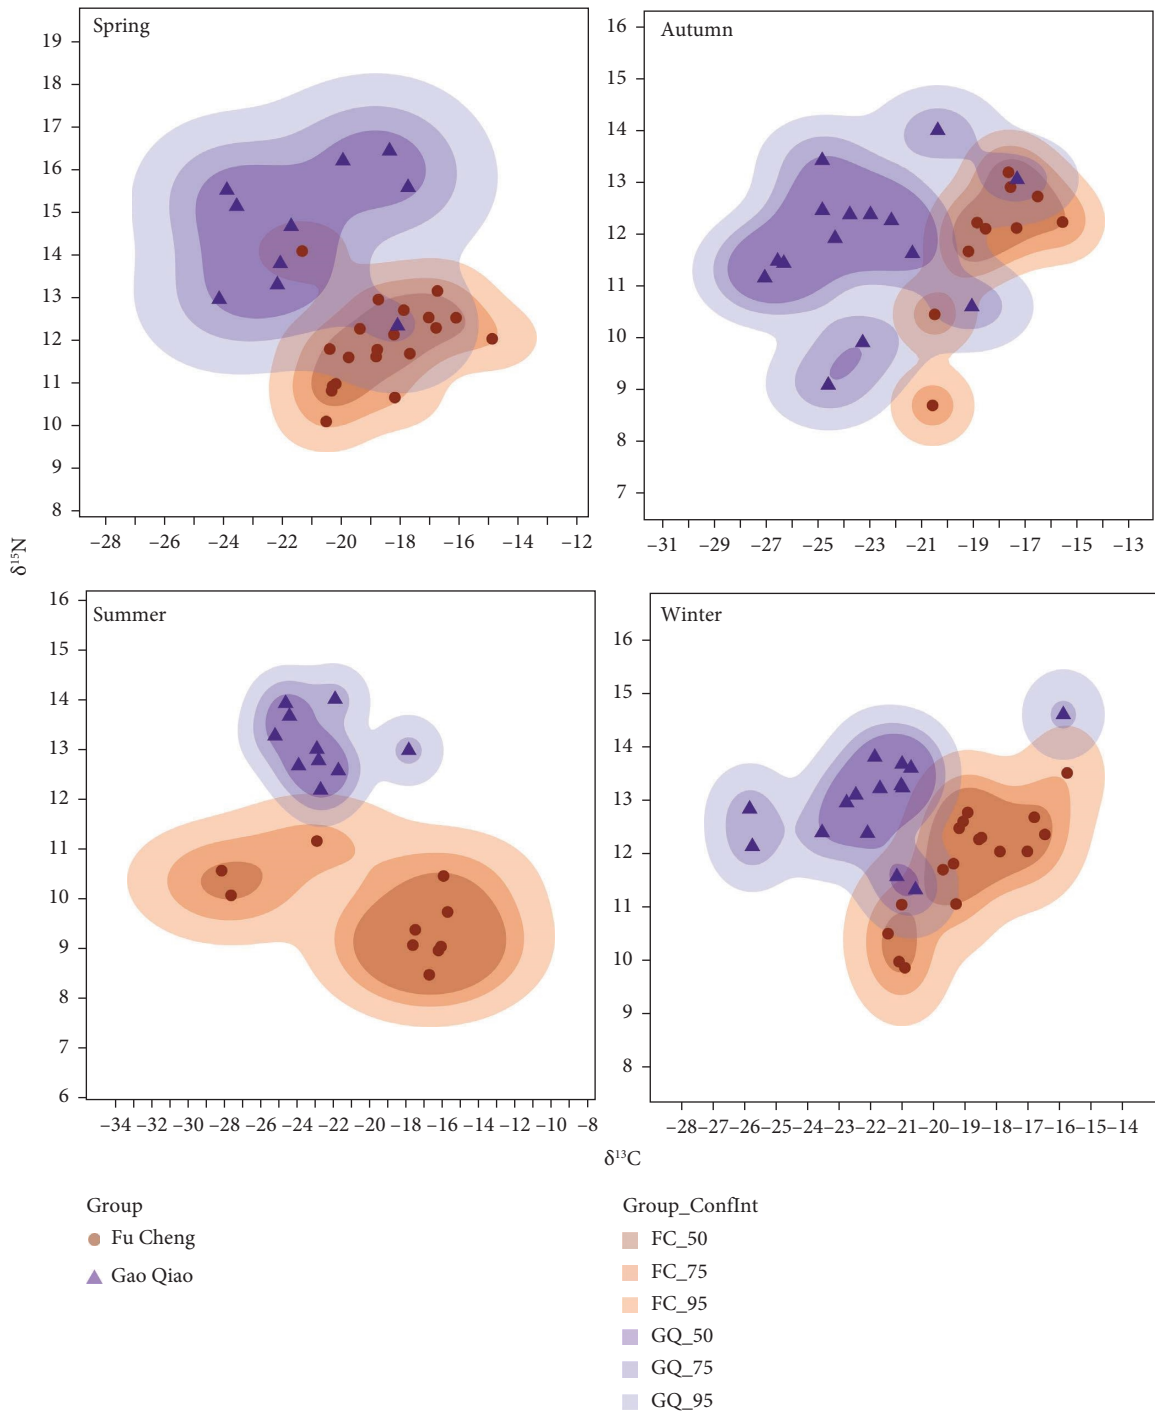 Spring
19
18
17
16
15
14
13
12
11
10
9
8
−28 −26 −24 −22 −20 −18 −16 −14 −12
Autumn
16
15
14
13
12
11
10
9
8
7
−31 −29 −27 −25 −23 −21 −19 −17 −15 −13
δ¹⁵N
Summer
16
15
14
13
12
11
10
9
8
7
6
−34 −32 −30 −28 −26 −24 −22 −20 −18 −16 −14 −12 −10 −8
Winter
16
15
14
13
12
11
10
9
8
−28 −27 −26 −25 −24 −23 −22 −21 −20 −19 −18 −17 −16 −15 −14
δ¹³C
Group
Fu Cheng
Gao Qiao
Group_ConfInt
FC_50
FC_75
FC_95
GQ_50
GQ_75
GQ_95